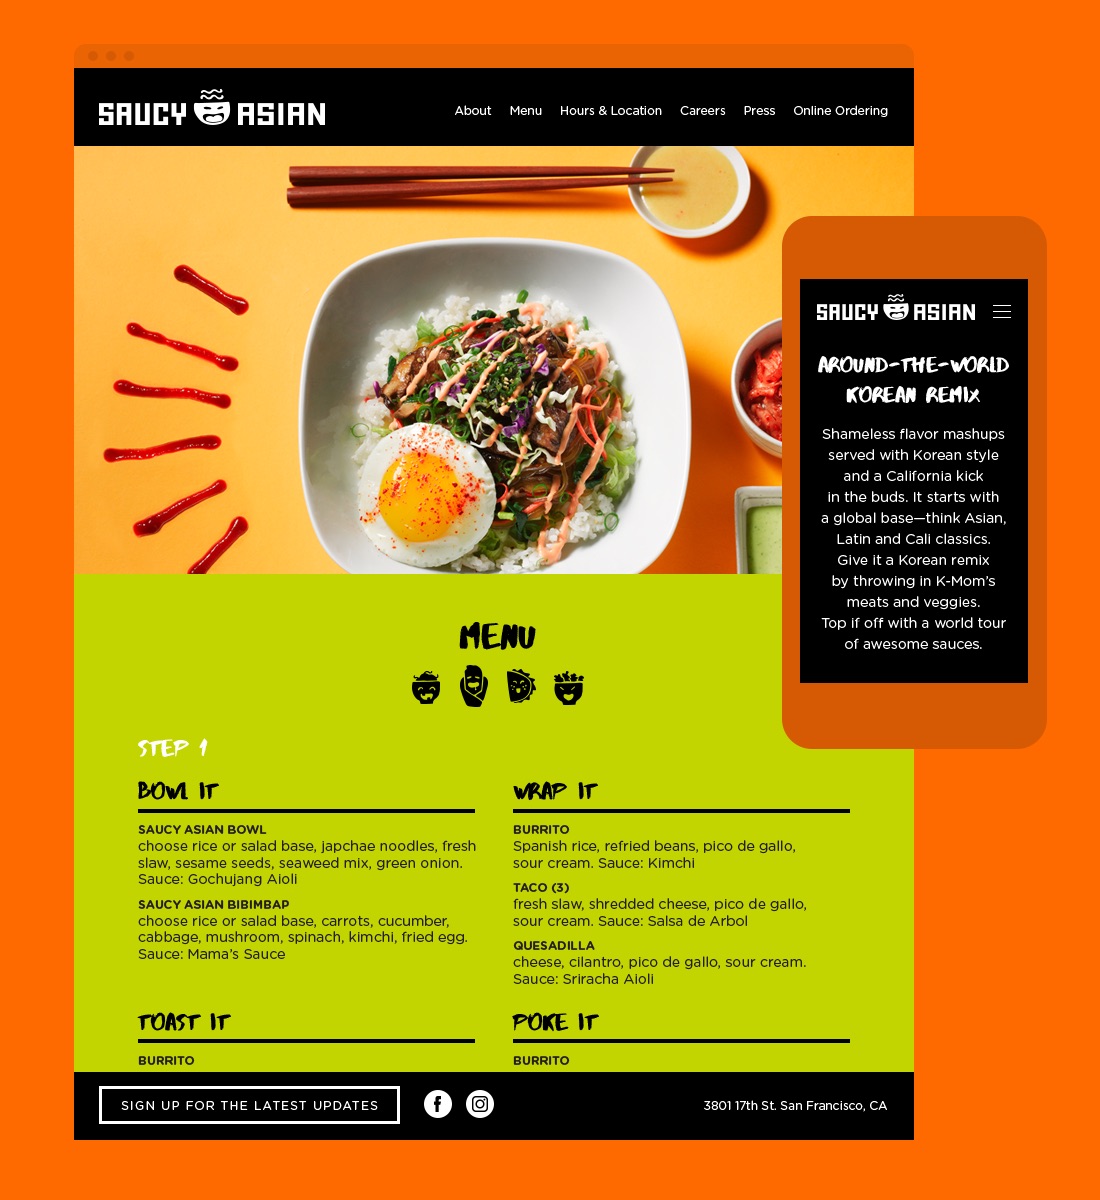 SAUCY ASIAN
About Menu Hours & Location Careers Press Online Ordering
SAUCY ASIAN
AROUND-THE-WORLD
KOREAN REMIX
Shameless flavor mashups
served with Korean style
and a California kick
in the buds. It starts with
a global base—think Asian,
Latin and Cali classics.
Give it a Korean remix
by throwing in K-Mom's
meats and veggies.
Top if off with a world tour
of awesome sauces.
MENU
STEP 1
BOWL IT
SAUCY ASIAN BOWL
choose rice or salad base, japchae noodles, fresh
slaw, sesame seeds, seaweed mix, green onion.
Sauce: Gochujang Aioli
SAUCY ASIAN BIBIMBAP
choose rice or salad base, carrots, cucumber,
cabbage, mushroom, spinach, kimchi, fried egg.
Sauce: Mama's Sauce
WRAP IT
BURRITO
Spanish rice, refried beans, pico de gallo,
sour cream. Sauce: Kimchi
TACO (3)
fresh slaw, shredded cheese, pico de gallo,
sour cream. Sauce: Salsa de Arbol
QUESADILLA
cheese, cilantro, pico de gallo, sour cream.
Sauce: Sriracha Aioli
TOAST IT
BURRITO
POKE IT
BURRITO
SIGN UP FOR THE LATEST UPDATES
3801 17th St. San Francisco, CA